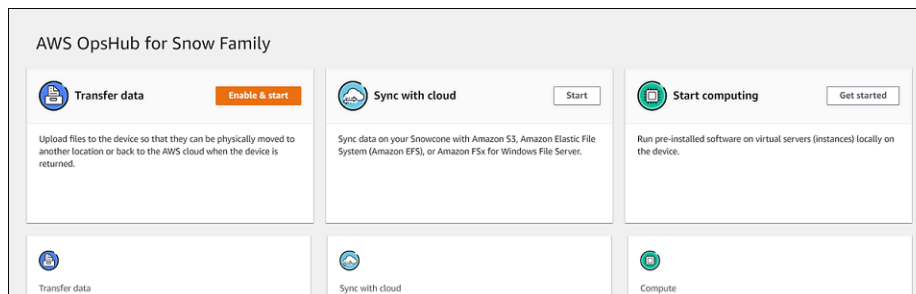 AWS OpsHub for Snow Family
Transfer data
Enable & start
Sync with cloud
Start
Start computing
Get started
Upload files to the device so that they can be physically moved to
another location or back to the AWS cloud when the device is
returned.
Sync data on your Snowcone with Amazon S3, Amazon Elastic File
System (Amazon EFS), or Amazon FSx for Windows File Server.
Run pre-installed software on virtual servers (instances) locally on
the device.
Transfer data
Sync with cloud
Compute